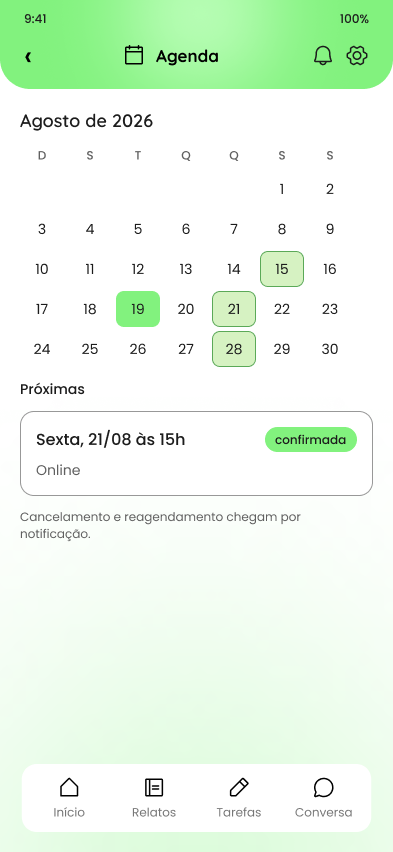 9:41 100%
‹ Agenda
Agosto de 2026
D S T Q Q S S
1 2
3 4 5 6 7 8 9
10 11 12 13 14 15 16
17 18 19 20 21 22 23
24 25 26 27 28 29 30
Próximas
Sexta, 21/08 às 15h confirmada
Online
Cancelamento e reagendamento chegam por
notificação.
Início Relatos Tarefas Conversa